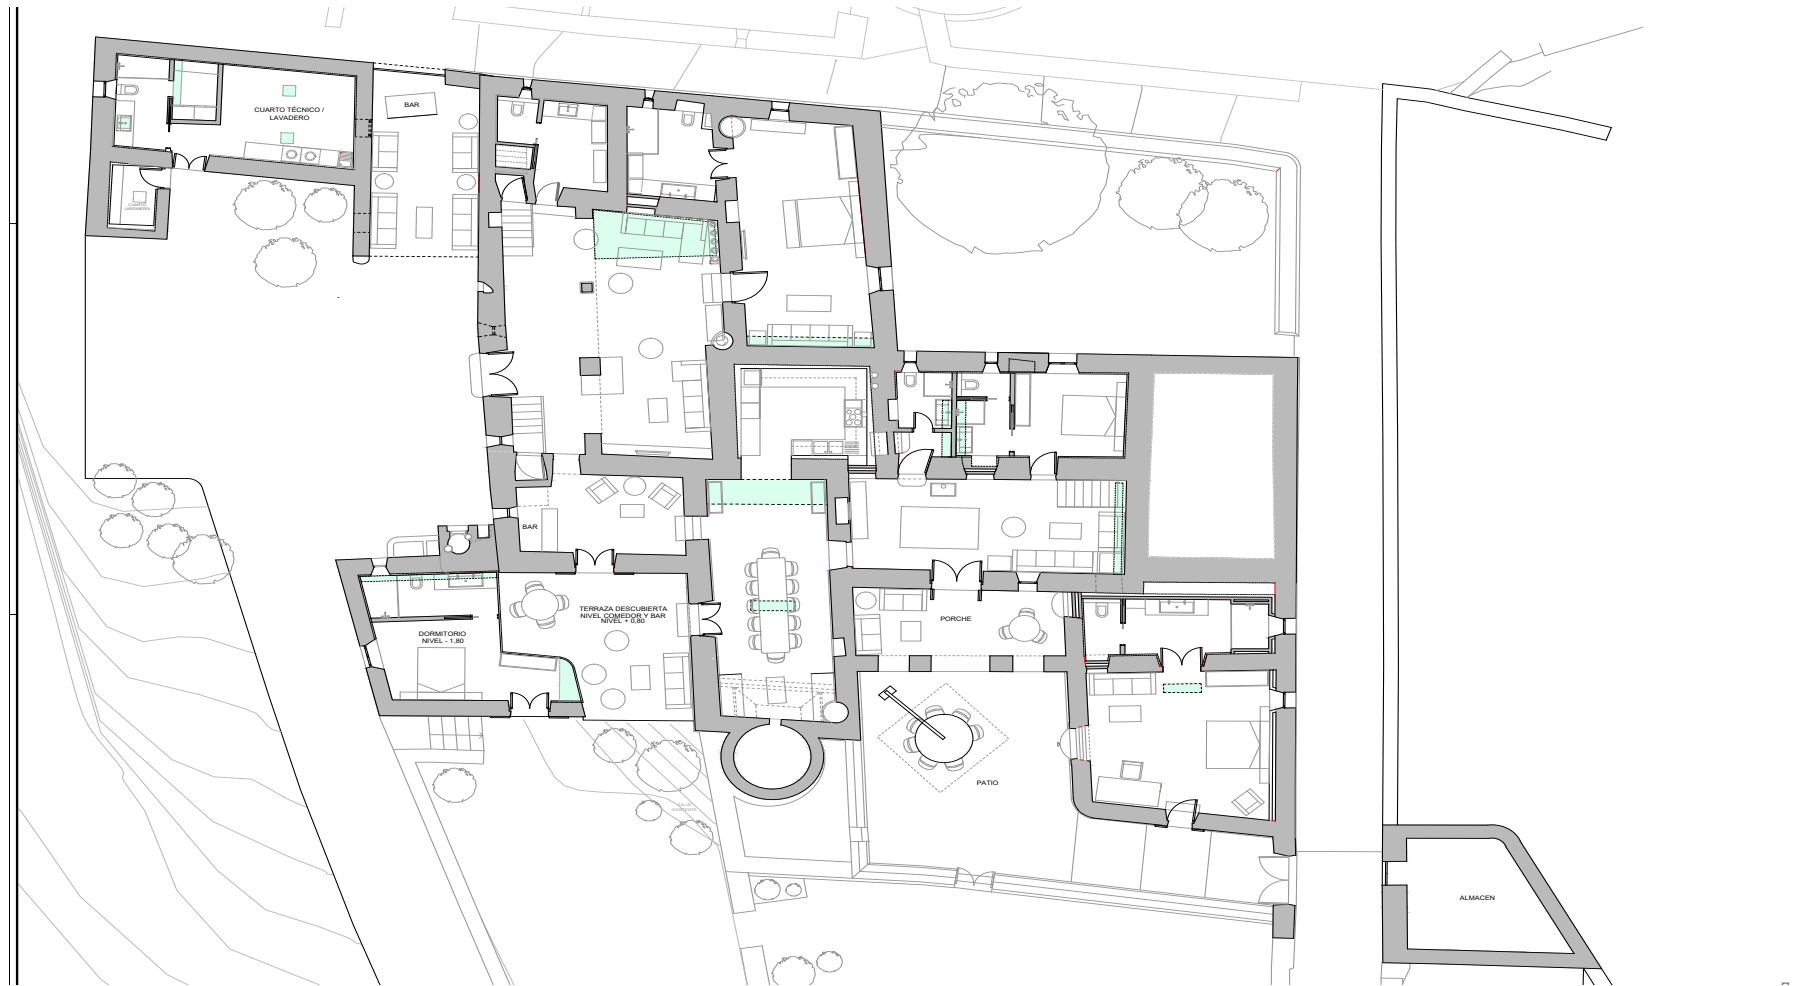 CUARTO TÉCNICO /
LAVADERO
BAR
BAR
TERRAZA DESCUBIERTA
NIVEL COMEDOR Y BAR
NIVEL + 0,80
DORMITORIO
NIVEL - 1,80
PORCHE
PATIO
ALMACEN